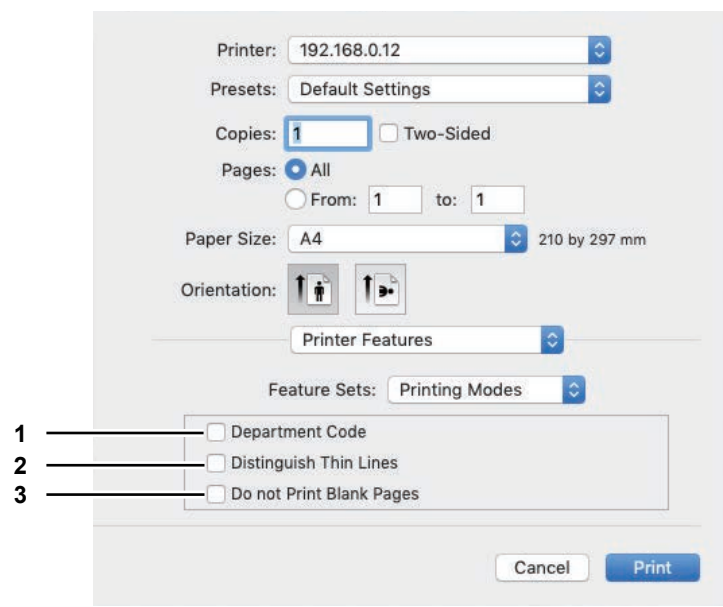 Printer: 192.168.0.12
Presets: Default Settings
Copies: 1 Two-Sided
Pages: All
From: 1 to: 1
Paper Size: A4 210 by 297 mm
Orientation:
Printer Features
Feature Sets: Printing Modes
1 Department Code
2 Distinguish Thin Lines
3 Do not Print Blank Pages
Cancel Print